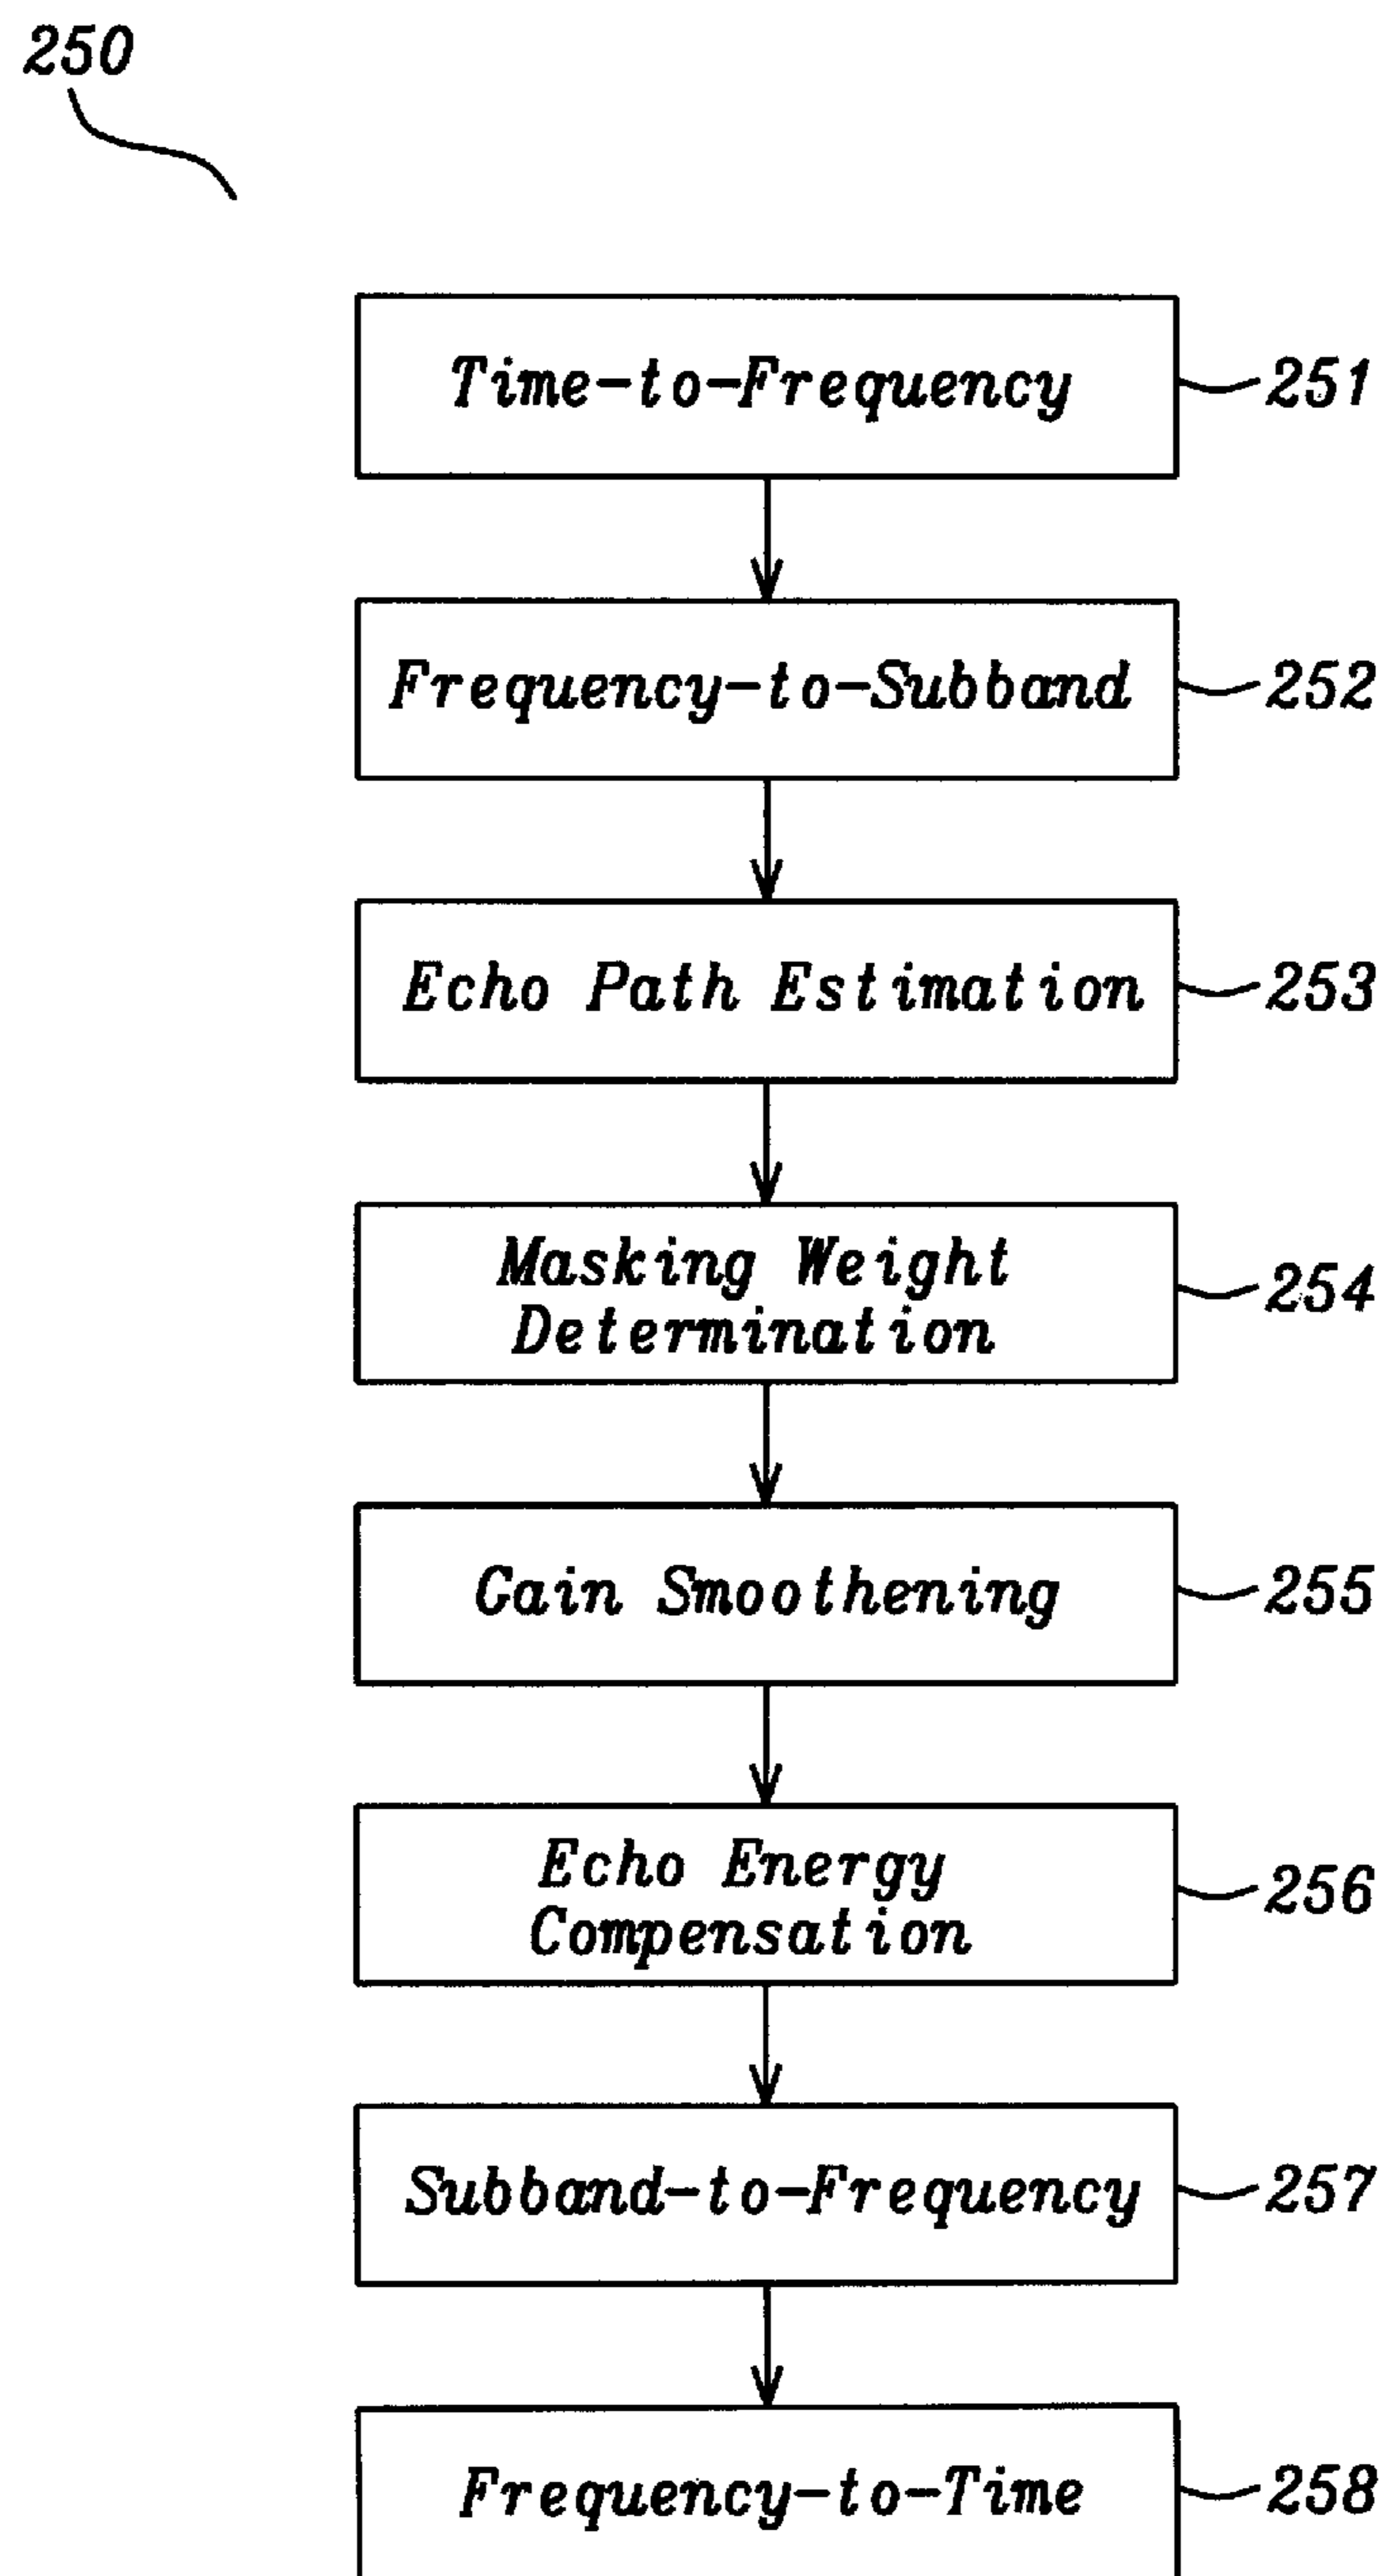 250
Time-to-Frequency
251
Frequency-to-Subband
252
Echo Path Estimation
253
Masking Weight
Determination
254
Gain Smoothening
255
Echo Energy
Compensation
256
Subband-to-Frequency
257
Frequency-to-Time
258